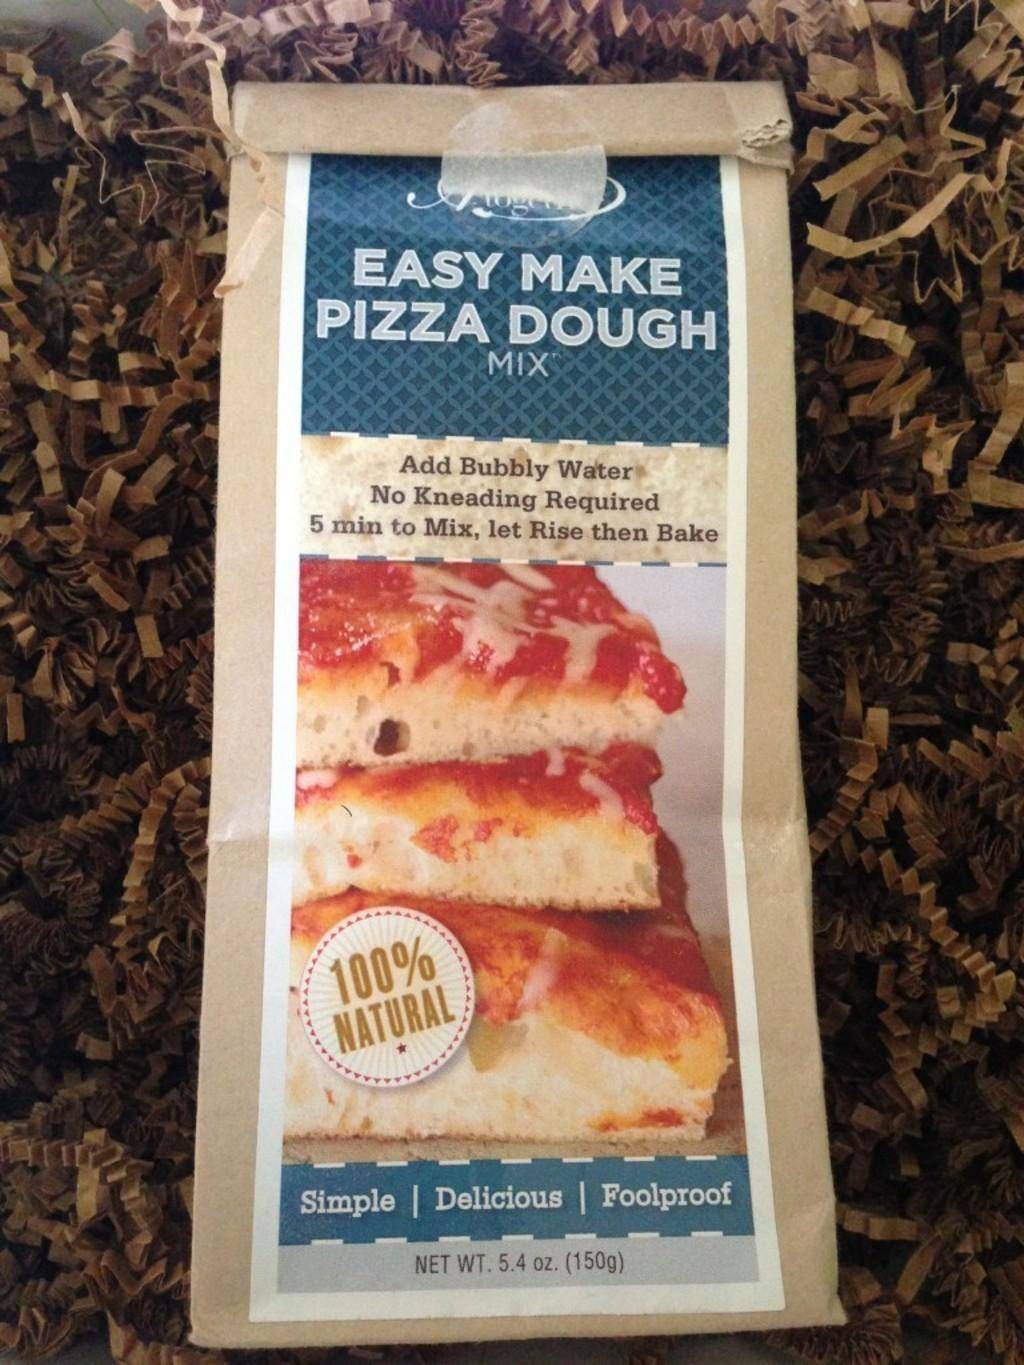 EASY MAKE
PIZZA DOUGH
MIX™
Add Bubbly Water
No Kneading Required
5 min to Mix, let Rise then Bake
100%
NATURAL
Simple | Delicious | Foolproof
NET WT. 5.4 oz. (150g)